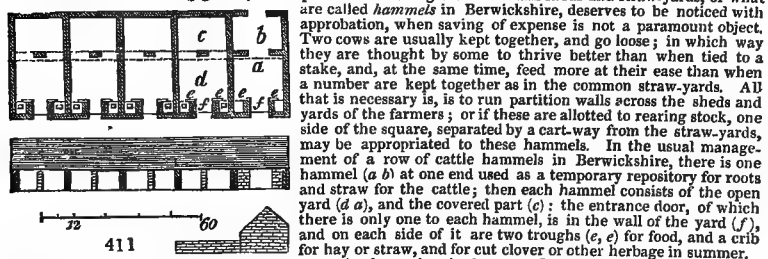 c b
a
d
e e e e
f f
12 60
411
are called hammels in Berwickshire, deserves to be noticed with
approbation, when saving of expense is not a paramount object.
Two cows are usually kept together, and go loose; in which way
they are thought by some to thrive better than when tied to a
stake, and, at the same time, feed more at their ease than when
a number are kept together as in the common straw-yards. All
that is necessary is, is to run partition walls across the sheds and
yards of the farmers; or if these are allotted to rearing stock, one
side of the square, separated by a cart-way from the straw-yards,
may be appropriated to these hammels. In the usual manage-
ment of a row of cattle hammels in Berwickshire, there is one
hammel (a b) at one end used as a temporary repository for roots
and straw for the cattle; then each hammel consists of the open
yard (d a), and the covered part (c): the entrance door, of which
there is only one to each hammel, is in the wall of the yard (f),
and on each side of it are two troughs (e, e) for food, and a crib
for hay or straw, and for cut clover or other herbage in summer.